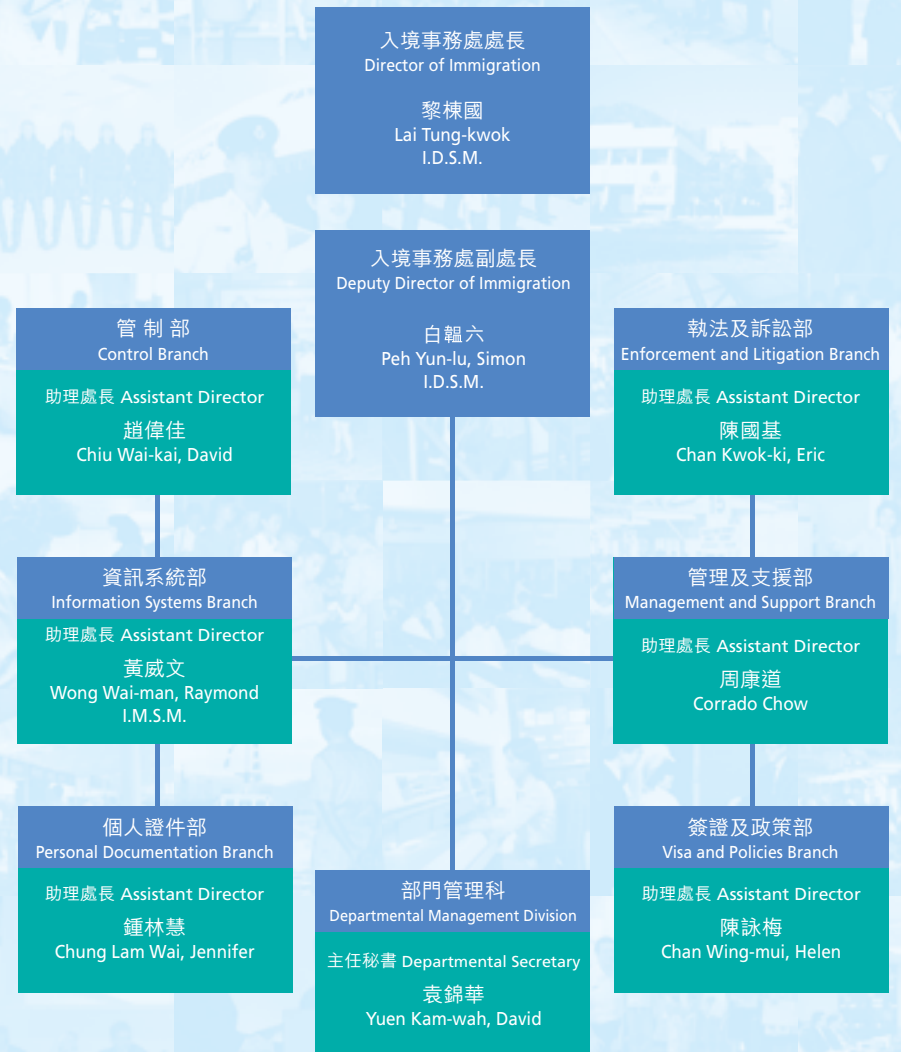 入境事務處處長
Director of Immigration
黎棟國
Lai Tung-kwok
I.D.S.M.
入境事務處副處長
Deputy Director of Immigration
白韞六
Peh Yun-lu, Simon
I.D.S.M.
管制部
Control Branch
助理處長 Assistant Director
趙偉佳
Chiu Wai-kai, David
執法及訴訟部
Enforcement and Litigation Branch
助理處長 Assistant Director
陳國基
Chan Kwok-ki, Eric
資訊系統部
Information Systems Branch
助理處長 Assistant Director
黃威文
Wong Wai-man, Raymond
I.M.S.M.
管理及支援部
Management and Support Branch
助理處長 Assistant Director
周康道
Corrado Chow
個人證件部
Personal Documentation Branch
助理處長 Assistant Director
鍾林慧
Chung Lam Wai, Jennifer
簽證及政策部
Visa and Policies Branch
助理處長 Assistant Director
陳詠梅
Chan Wing-mui, Helen
部門管理科
Departmental Management Division
主任秘書 Departmental Secretary
袁錦華
Yuen Kam-wah, David